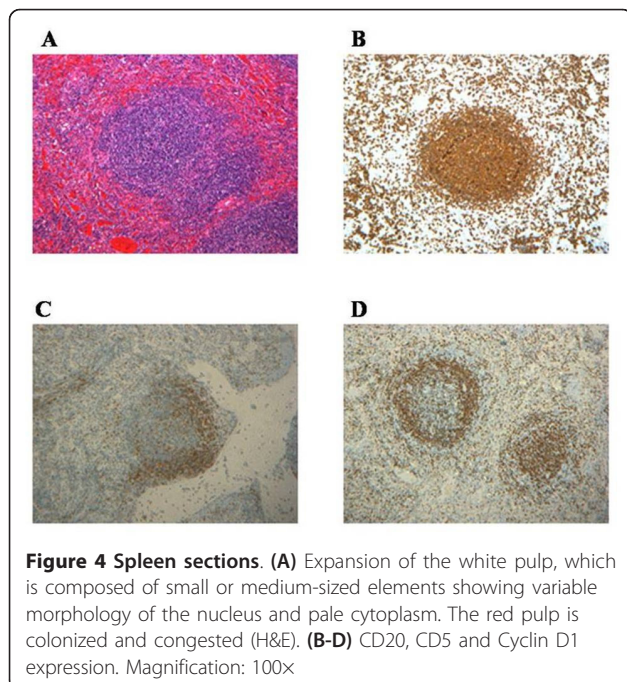 A B
C D
Figure 4 Spleen sections. (A) Expansion of the white pulp, which
is composed of small or medium-sized elements showing variable
morphology of the nucleus and pale cytoplasm. The red pulp is
colonized and congested (H&E). (B-D) CD20, CD5 and Cyclin D1
expression. Magnification: 100×